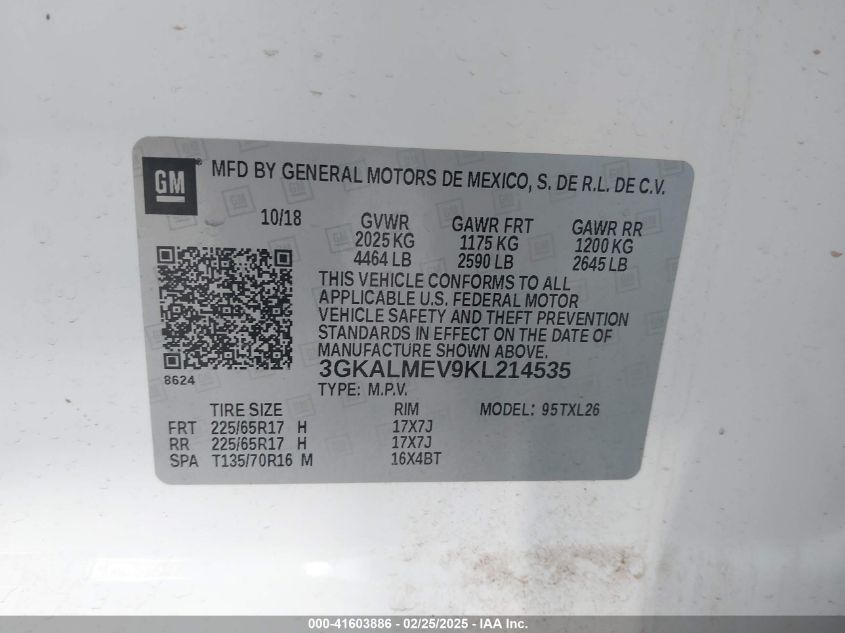 GM ® MFD BY GENERAL MOTORS DE MEXICO, S. DE R.L. DE C.V.
10/18 GVWR GAWR FRT GAWR RR
2025 KG 1175 KG 1200 KG
4464 LB 2590 LB 2645 LB
THIS VEHICLE CONFORMS TO ALL
APPLICABLE U.S. FEDERAL MOTOR
VEHICLE SAFETY AND THEFT PREVENTION
STANDARDS IN EFFECT ON THE DATE OF
MANUFACTURE SHOWN ABOVE.
3GKALMEV9KL214535
8624
TYPE: M.P.V.
TIRE SIZE RIM MODEL: 95TXL26
FRT 225/65R17 H 17X7J
RR 225/65R17 H 17X7J
SPA T135/70R16 M 16X4BT
000-41603886 - 02/25/2025 - IAA Inc.